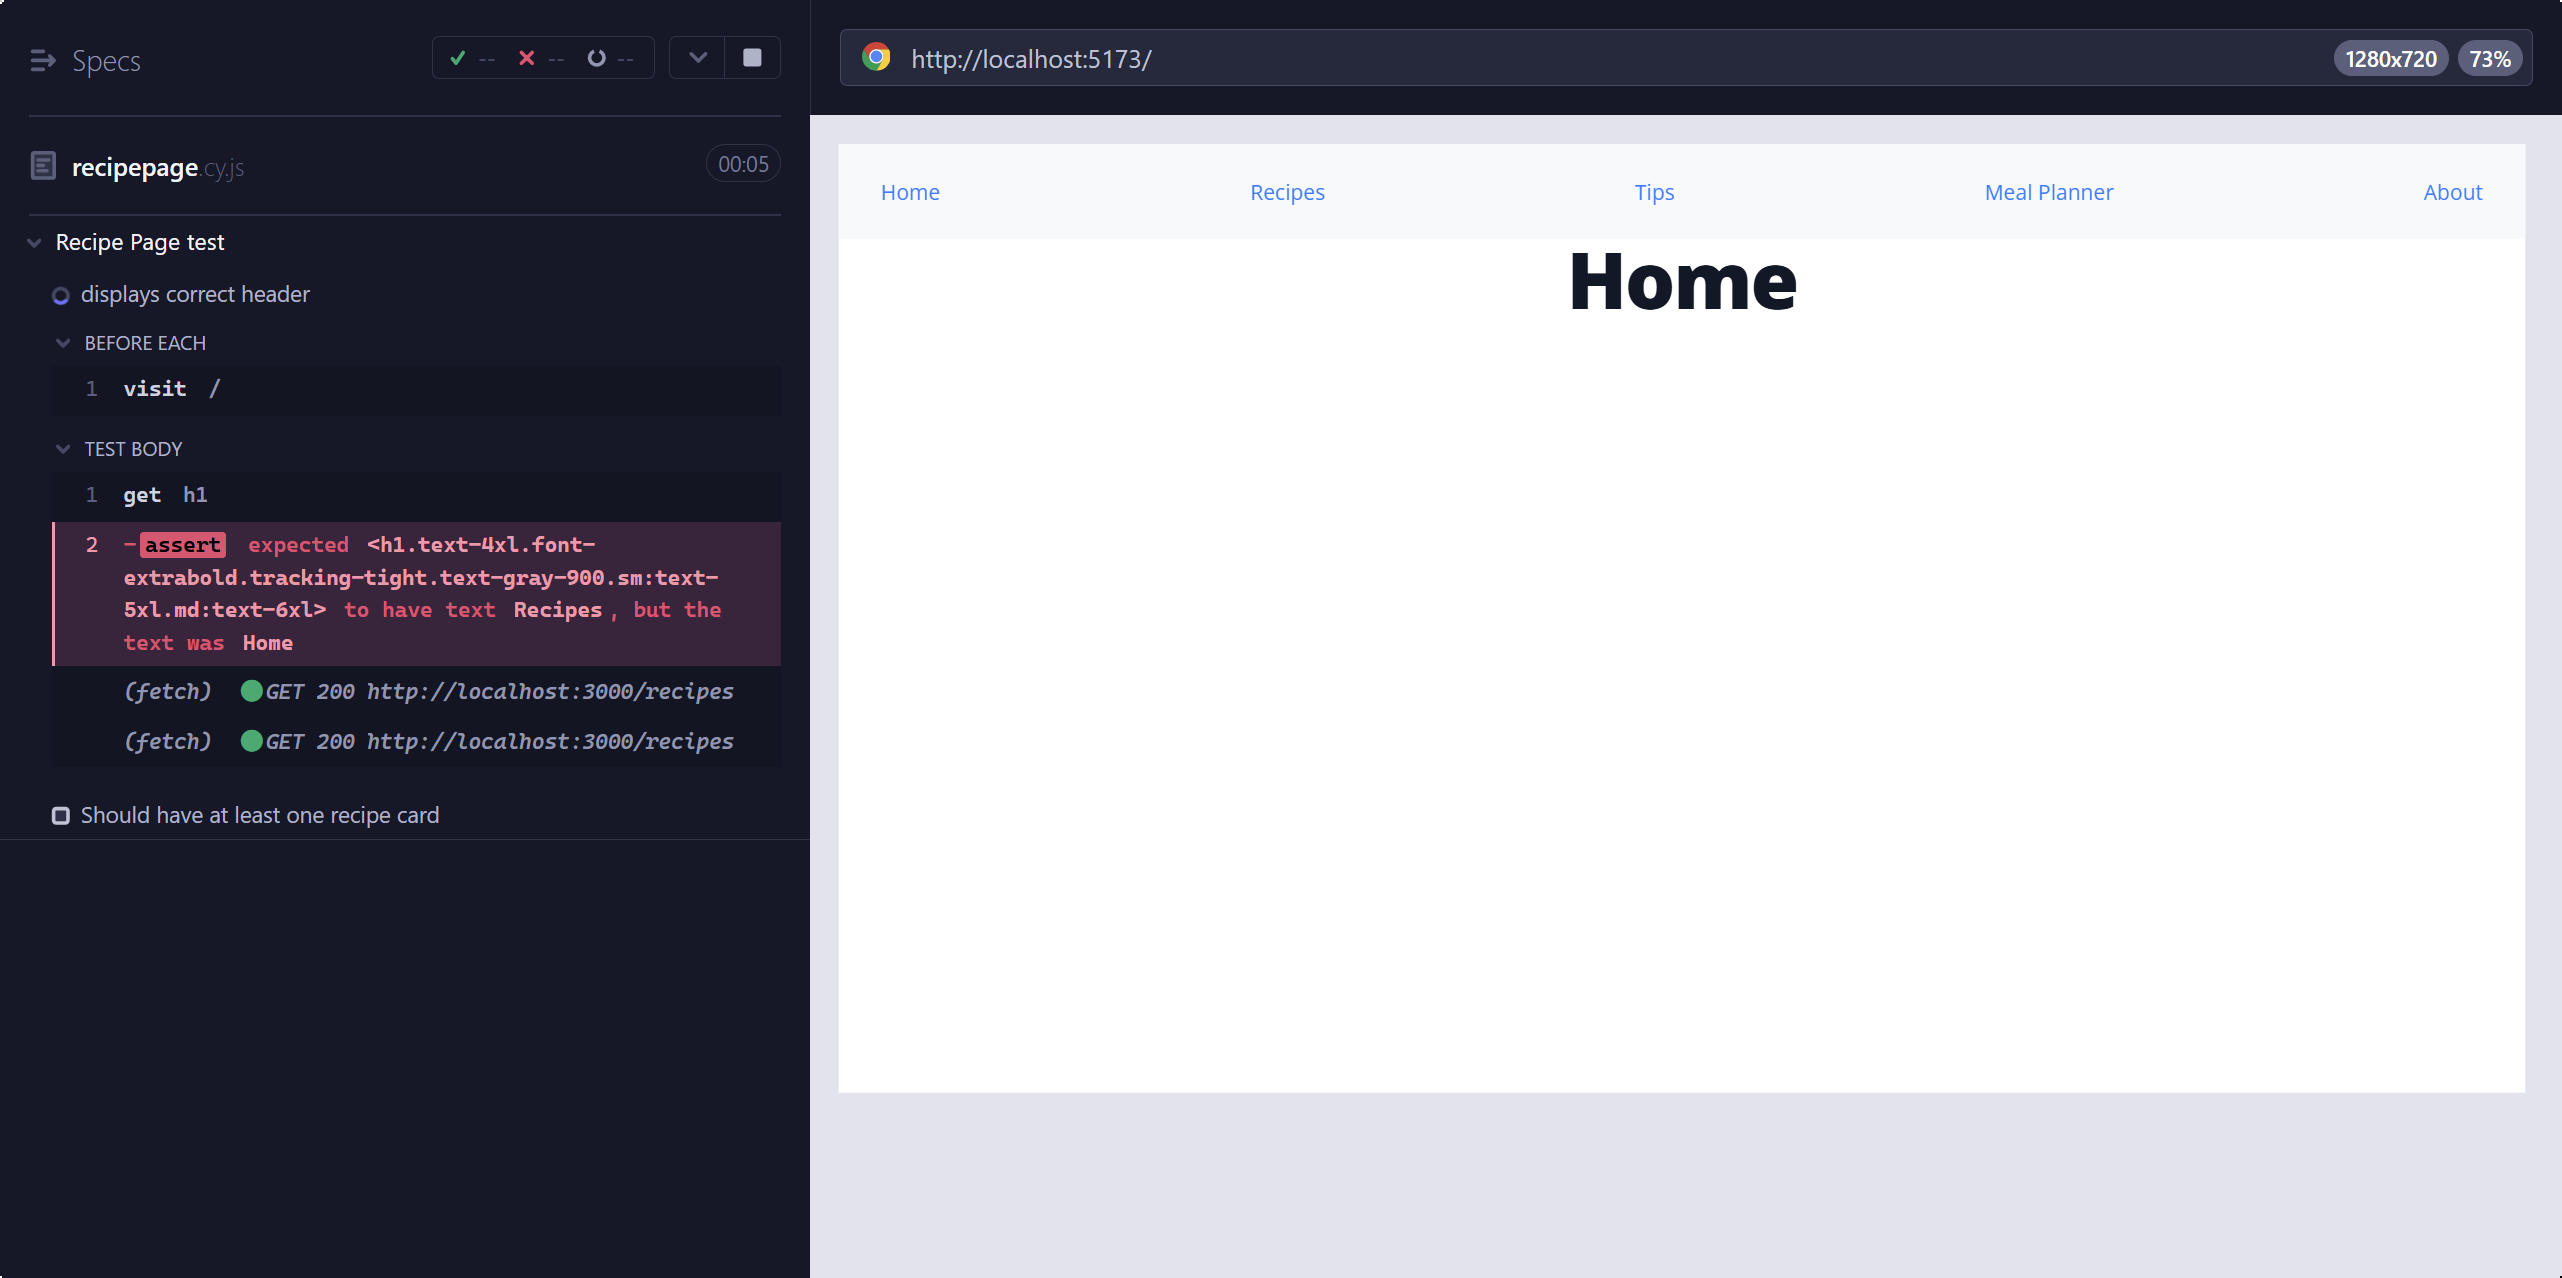 Specs
-- -- --
recipepage.cy.js
00:05
Recipe Page test
displays correct header
BEFORE EACH
1 visit /
TEST BODY
1 get h1
2 -assert expected <h1.text-4xl.font-
extrabold.tracking-tight.text-gray-900.sm:text-
5xl.md:text-6xl> to have text Recipes, but the
text was Home
(fetch) GET 200 http://localhost:3000/recipes
(fetch) GET 200 http://localhost:3000/recipes
Should have at least one recipe card
http://localhost:5173/
1280x720 73%
Home Recipes Tips Meal Planner About
Home